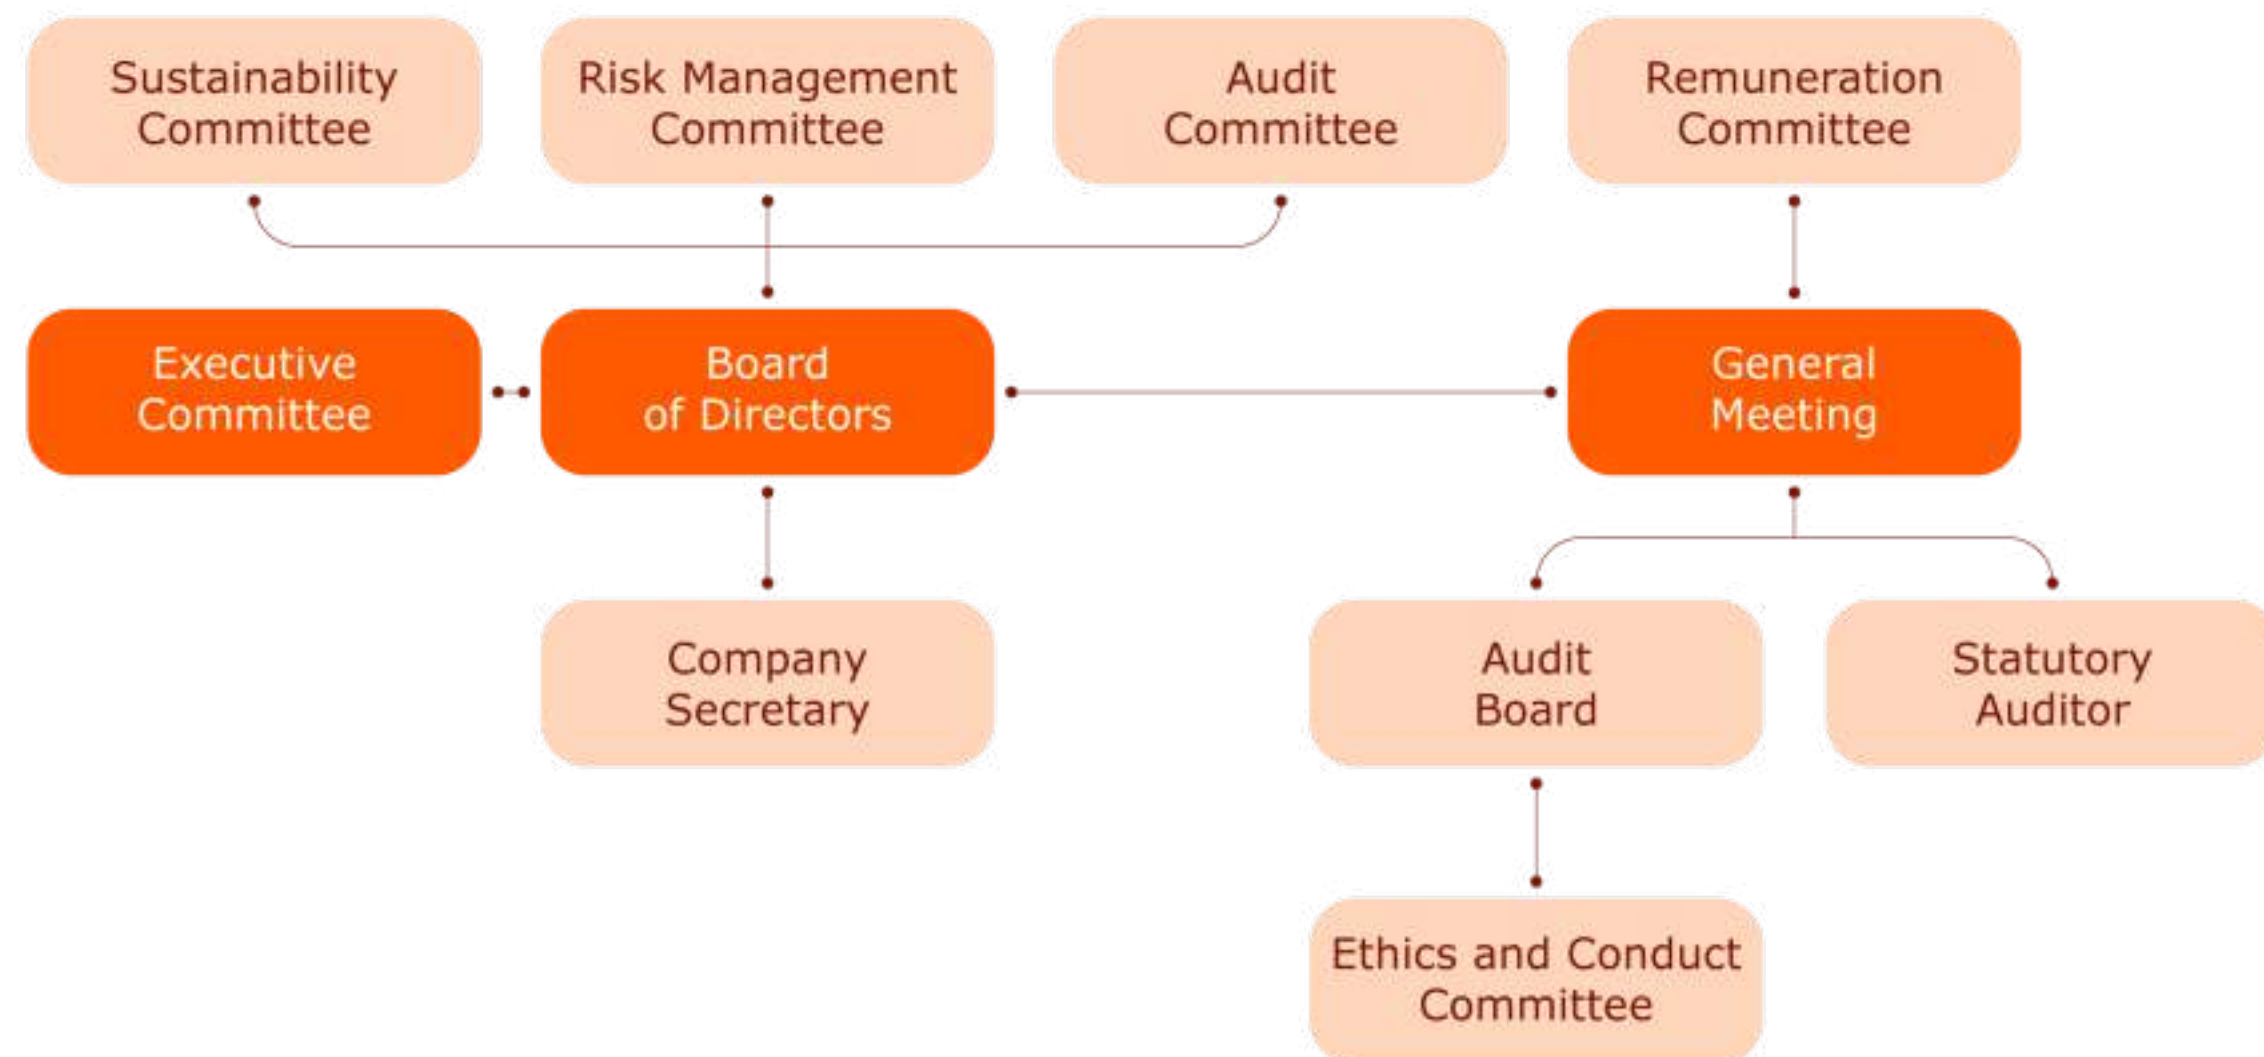 Sustainability
Committee
Risk Management
Committee
Audit
Committee
Remuneration
Committee
Executive
Committee
Board
of Directors
General
Meeting
Company
Secretary
Audit
Board
Statutory
Auditor
Ethics and Conduct
Committee